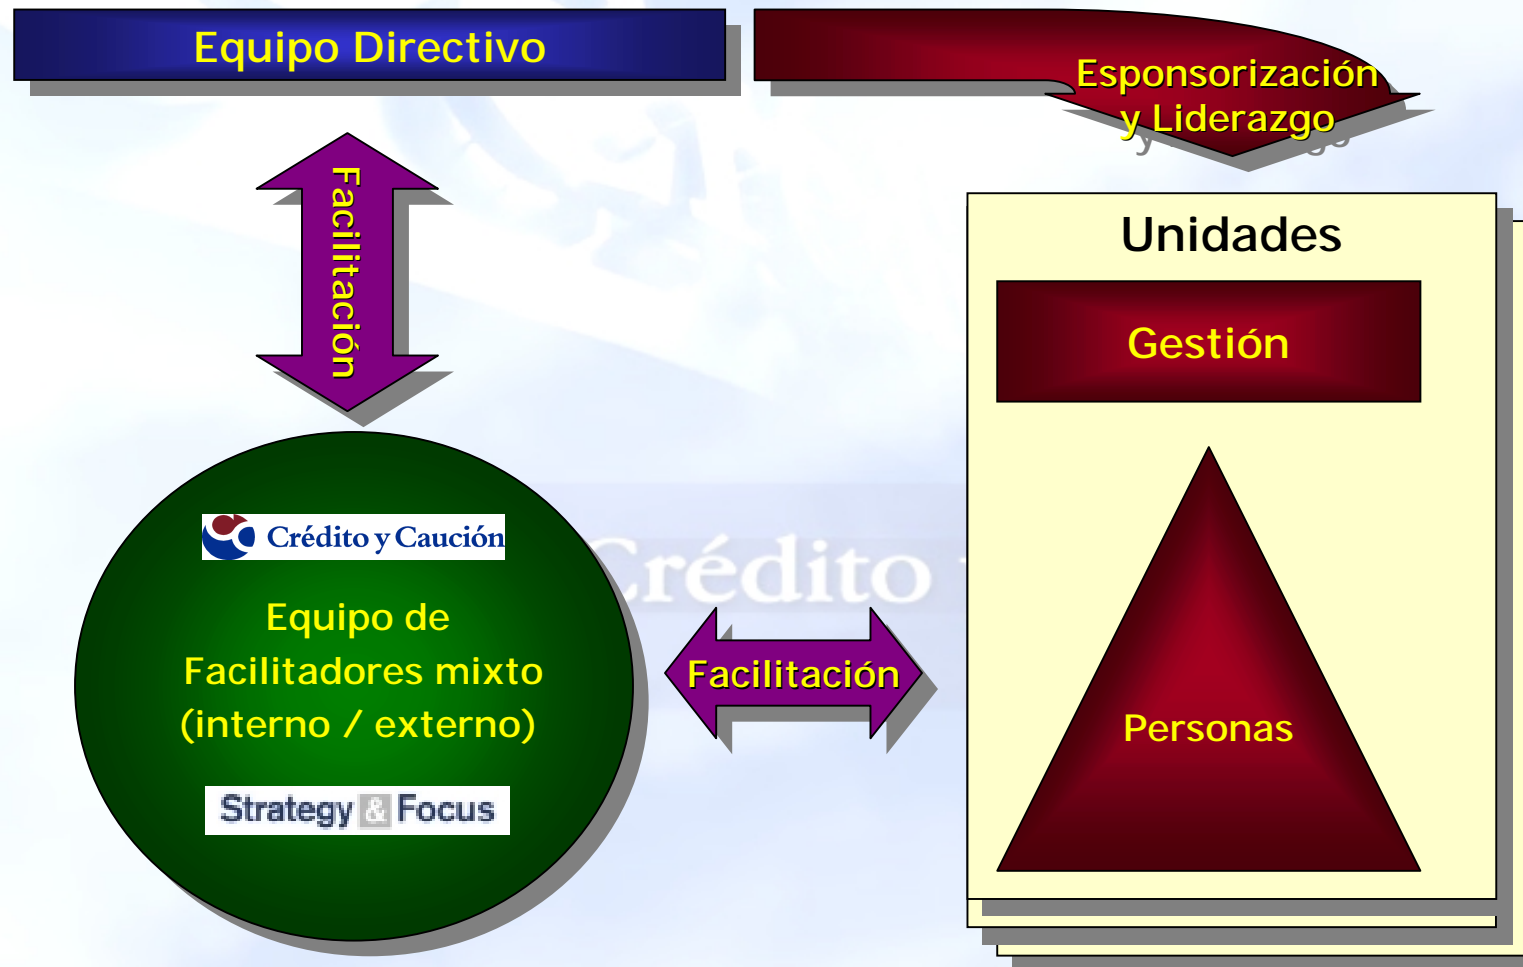 Equipo Directivo
Esponsorización
y Liderazgo
Facilitación
Unidades
Gestión
Crédito y Caución
Equipo de
Facilitadores mixto
(interno / externo)
Strategy & Focus
Facilitación
Personas
Crédito